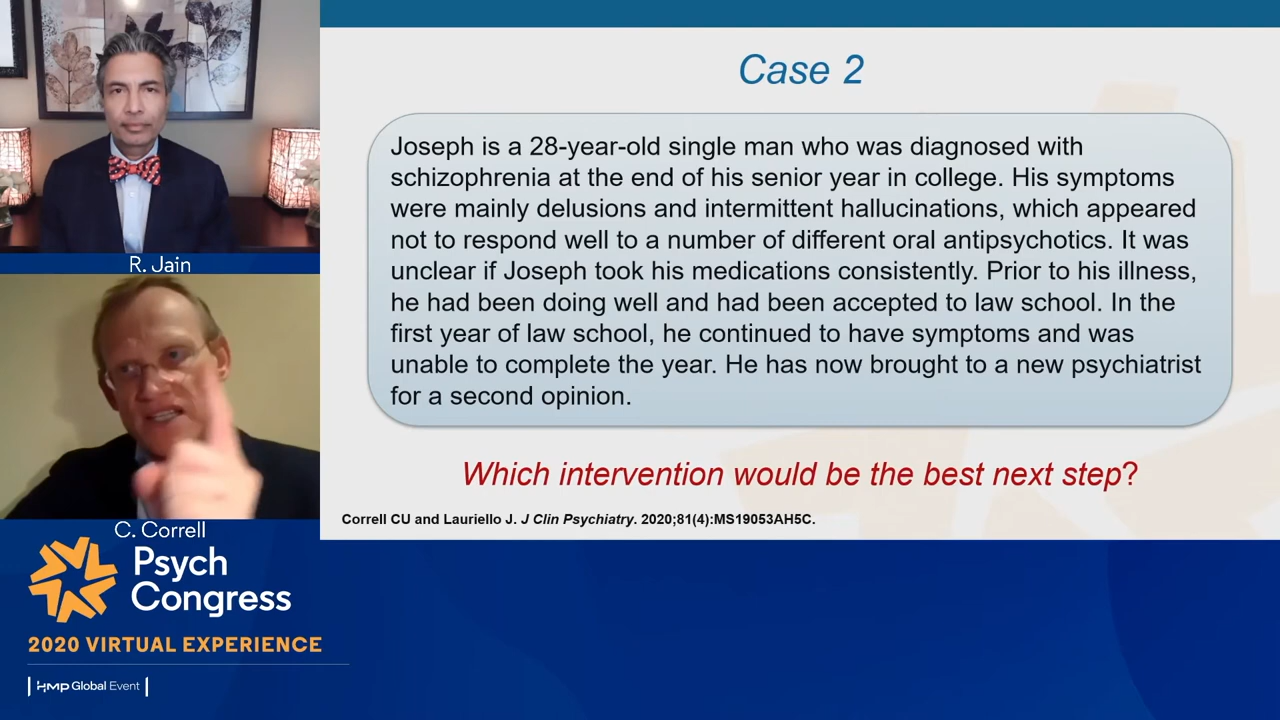 R. Jain
C. Correll
Psych
Congress
2020 VIRTUAL EXPERIENCE
HMP Global Event
Case 2
Joseph is a 28-year-old single man who was diagnosed with
schizophrenia at the end of his senior year in college. His symptoms
were mainly delusions and intermittent hallucinations, which appeared
not to respond well to a number of different oral antipsychotics. It was
unclear if Joseph took his medications consistently. Prior to his illness,
he had been doing well and had been accepted to law school. In the
first year of law school, he continued to have symptoms and was
unable to complete the year. He has now brought to a new psychiatrist
for a second opinion.
Which intervention would be the best next step?
Correll CU and Lauriello J. J Clin Psychiatry. 2020;81(4):MS19053AH5C.